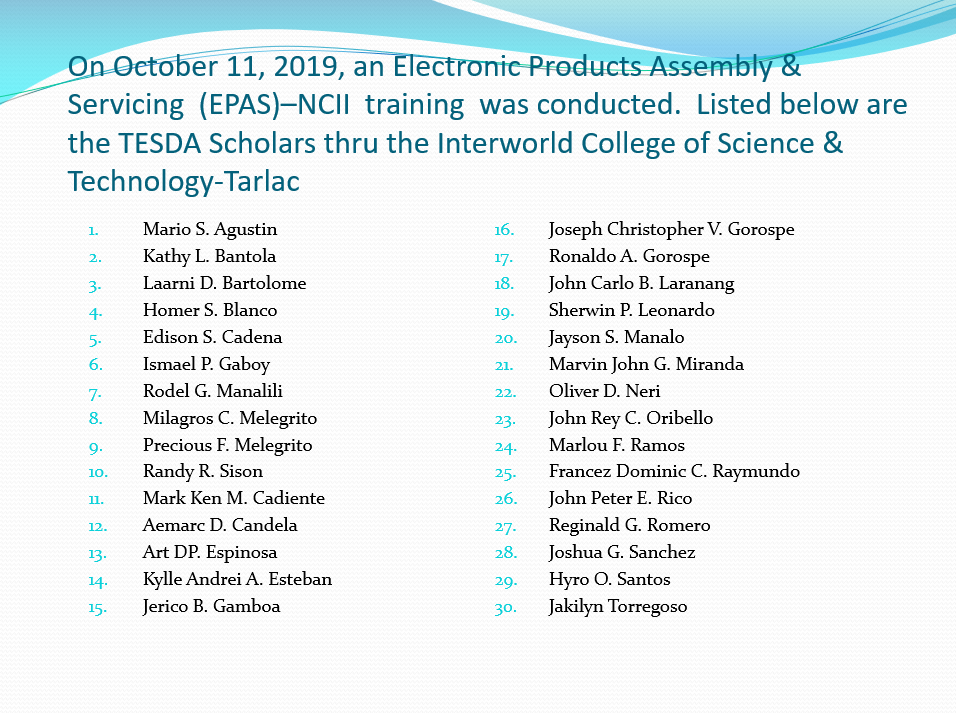 On October 11, 2019, an Electronic Products Assembly &
Servicing (EPAS)–NCII training was conducted. Listed below are
the TESDA Scholars thru the Interworld College of Science &
Technology-Tarlac
1. Mario S. Agustin
2. Kathy L. Bantola
3. Laarni D. Bartolome
4. Homer S. Blanco
5. Edison S. Cadena
6. Ismael P. Gaboy
7. Rodel G. Manalili
8. Milagros C. Melegrito
9. Precious F. Melegrito
10. Randy R. Sison
11. Mark Ken M. Cadiente
12. Aemarc D. Candela
13. Art DP. Espinosa
14. Kylle Andrei A. Esteban
15. Jerico B. Gamboa
16. Joseph Christopher V. Gorospe
17. Ronaldo A. Gorospe
18. John Carlo B. Laranang
19. Sherwin P. Leonardo
20. Jayson S. Manalo
21. Marvin John G. Miranda
22. Oliver D. Neri
23. John Rey C. Oribello
24. Marlou F. Ramos
25. Francez Dominic C. Raymundo
26. John Peter E. Rico
27. Reginald G. Romero
28. Joshua G. Sanchez
29. Hyro O. Santos
30. Jakilyn Torregoso